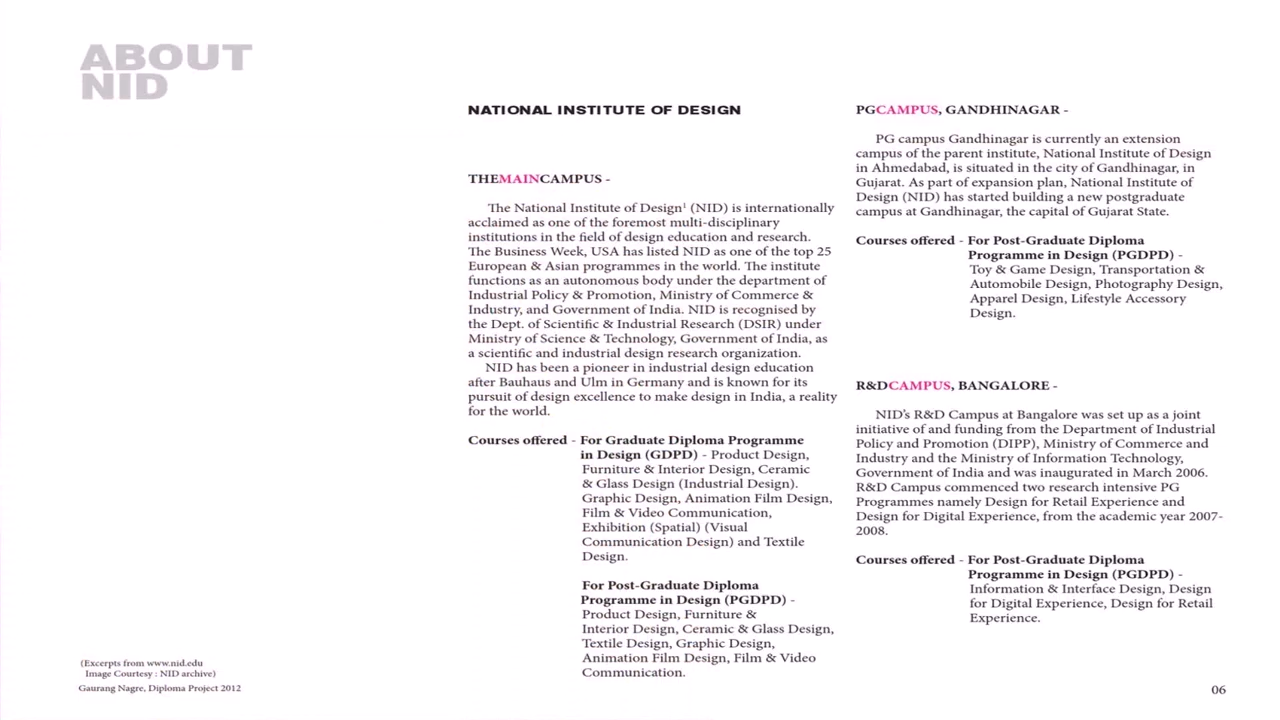 ABOUT
NID
NATIONAL INSTITUTE OF DESIGN
THEMAINCAMPUS -
The National Institute of Design¹ (NID) is internationally
acclaimed as one of the foremost multi-disciplinary
institutions in the field of design education and research.
The Business Week, USA has listed NID as one of the top 25
European & Asian programmes in the world. The institute
functions as an autonomous body under the department of
Industrial Policy & Promotion, Ministry of Commerce &
Industry, and Government of India. NID is recognised by
the Dept. of Scientific & Industrial Research (DSIR) under
Ministry of Science & Technology, Government of India, as
a scientific and industrial design research organization.
NID has been a pioneer in industrial design education
after Bauhaus and Ulm in Germany and is known for its
pursuit of design excellence to make design in India, a reality
for the world.
Courses offered - For Graduate Diploma Programme
in Design (GDPD) - Product Design,
Furniture & Interior Design, Ceramic
& Glass Design (Industrial Design).
Graphic Design, Animation Film Design,
Film & Video Communication,
Exhibition (Spatial) (Visual
Communication Design) and Textile
Design.
For Post-Graduate Diploma
Programme in Design (PGDPD) -
Product Design, Furniture &
Interior Design, Ceramic & Glass Design,
Textile Design, Graphic Design,
Animation Film Design, Film & Video
Communication.
PGCAMPUS, GANDHINAGAR -
PG campus Gandhinagar is currently an extension
campus of the parent institute, National Institute of Design
in Ahmedabad, is situated in the city of Gandhinagar, in
Gujarat. As part of expansion plan, National Institute of
Design (NID) has started building a new postgraduate
campus at Gandhinagar, the capital of Gujarat State.
Courses offered - For Post-Graduate Diploma
Programme in Design (PGDPD) -
Toy & Game Design, Transportation &
Automobile Design, Photography Design,
Apparel Design, Lifestyle Accessory
Design.
R&DCAMPUS, BANGALORE -
NID's R&D Campus at Bangalore was set up as a joint
initiative of and funding from the Department of Industrial
Policy and Promotion (DIPP), Ministry of Commerce and
Industry and the Ministry of Information Technology,
Government of India and was inaugurated in March 2006.
R&D Campus commenced two research intensive PG
Programmes namely Design for Retail Experience and
Design for Digital Experience, from the academic year 2007-
2008.
Courses offered - For Post-Graduate Diploma
Programme in Design (PGDPD) -
Information & Interface Design, Design
for Digital Experience, Design for Retail
Experience.
(Excerpts from www.nid.edu
Image Courtesy : NID archive)
Gaurang Nagre, Diploma Project 2012
06